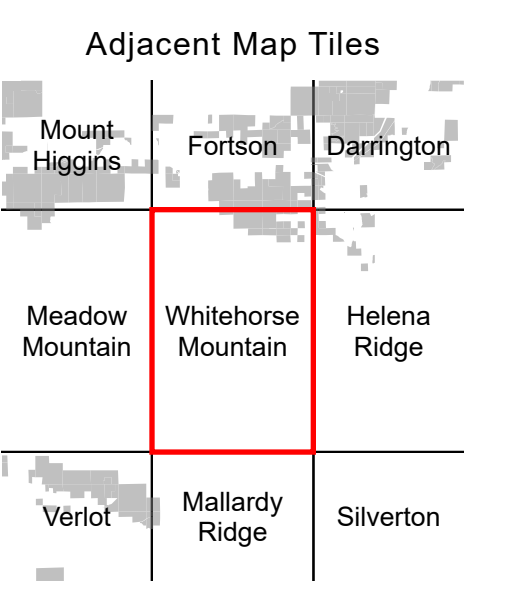 Adjacent Map Tiles
Mount
Higgins
Fortson
Darrington
Meadow
Mountain
Whitehorse
Mountain
Helena
Ridge
Verlot
Mallardy
Ridge
Silverton